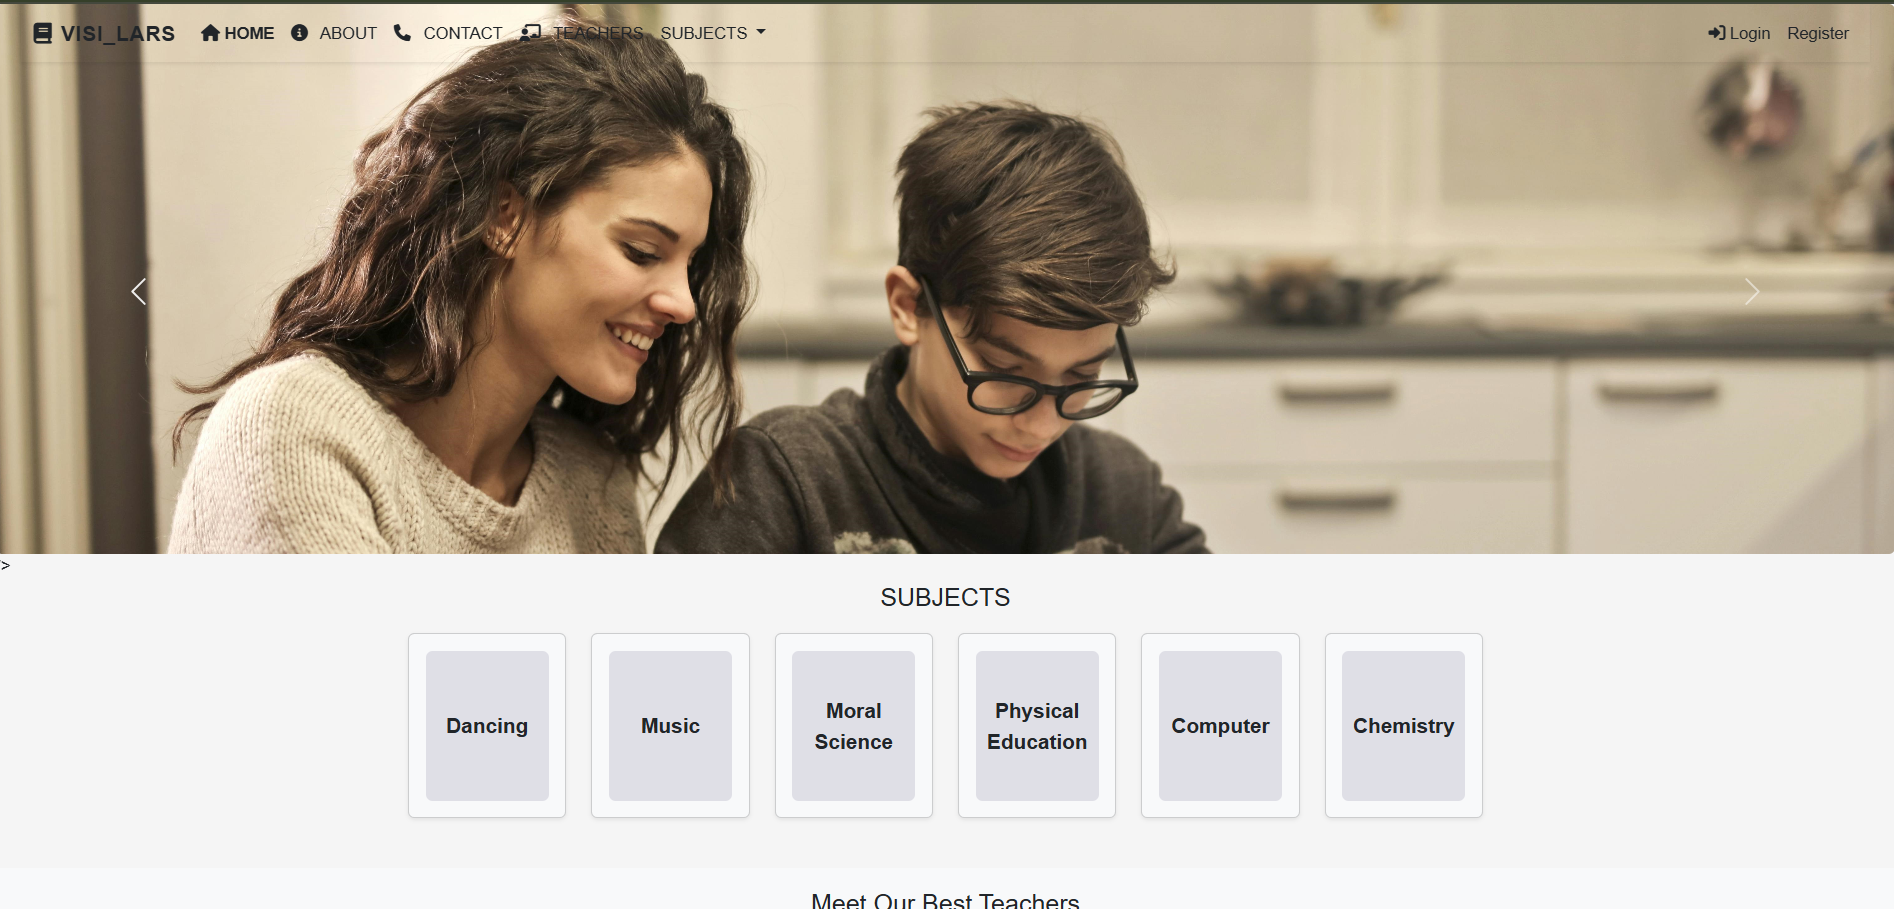 VISI_LARS HOME ABOUT CONTACT TEACHERS SUBJECTS Login Register
>
SUBJECTS
Dancing
Music
Moral
Science
Physical
Education
Computer
Chemistry
Meet Our Best Teachers